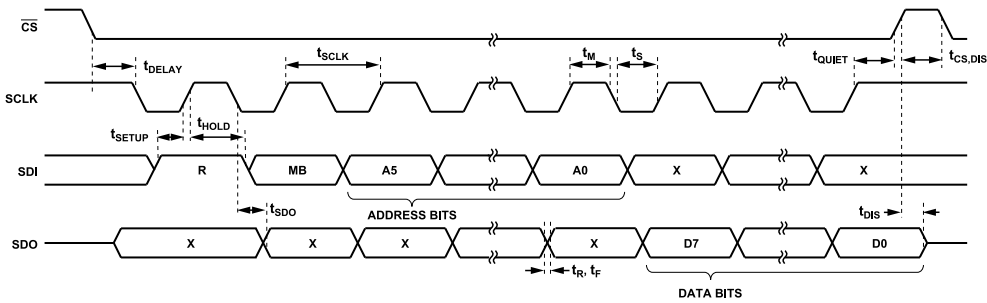 CS
tDELAY
tSCLK
tM
tS
tQUIET
tCS,DIS
SCLK
tSETUP
tHOLD
SDI
R
MB
A5
A0
X
X
tSDO
ADDRESS BITS
tDIS
SDO
X
X
X
X
D7
D0
tR, tF
DATA BITS